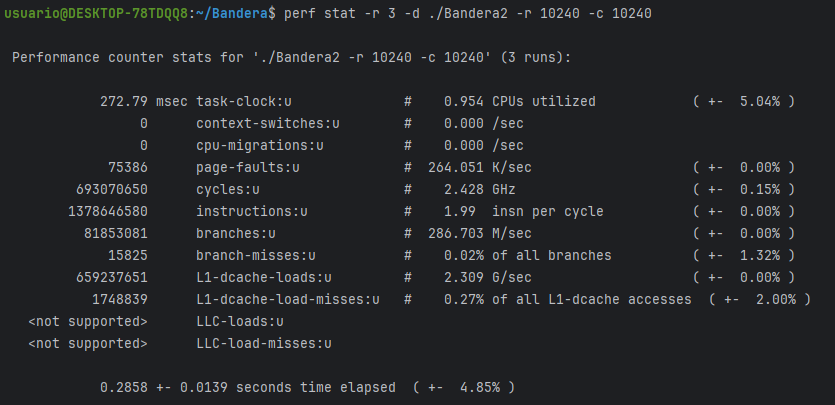 usuario@DESKTOP-78TDQQ8:~/Bandera$ perf stat -r 3 -d ./Bandera2 -r 10240 -c 10240
Performance counter stats for './Bandera2 -r 10240 -c 10240' (3 runs):
272.79 msec task-clock:u # 0.954 CPUs utilized ( +- 5.04% )
0 context-switches:u # 0.000 /sec
0 cpu-migrations:u # 0.000 /sec
75386 page-faults:u # 264.051 K/sec ( +- 0.00% )
693070650 cycles:u # 2.428 GHz ( +- 0.15% )
1378646580 instructions:u # 1.99 insn per cycle ( +- 0.00% )
81853081 branches:u # 286.703 M/sec ( +- 0.00% )
15825 branch-misses:u # 0.02% of all branches ( +- 1.32% )
659237651 L1-dcache-loads:u # 2.309 G/sec ( +- 0.00% )
1748839 L1-dcache-load-misses:u # 0.27% of all L1-dcache accesses ( +- 2.00% )
<not supported> LLC-loads:u
<not supported> LLC-load-misses:u
0.2858 +- 0.0139 seconds time elapsed ( +- 4.85% )